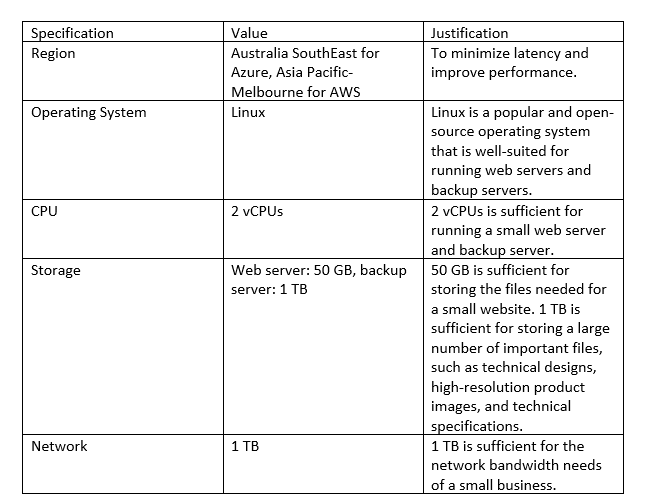 Specification Value Justification
Region Australia SouthEast for To minimize latency and
Azure, Asia Pacific- improve performance.
Melbourne for AWS
Operating System Linux Linux is a popular and open-
source operating system
that is well-suited for
running web servers and
backup servers.
CPU 2 vCPUs 2 vCPUs is sufficient for
running a small web server
and backup server.
Storage Web server: 50 GB, backup 50 GB is sufficient for
server: 1 TB storing the files needed for
a small website. 1 TB is
sufficient for storing a large
number of important files,
such as technical designs,
high-resolution product
images, and technical
specifications.
Network 1 TB 1 TB is sufficient for the
network bandwidth needs
of a small business.